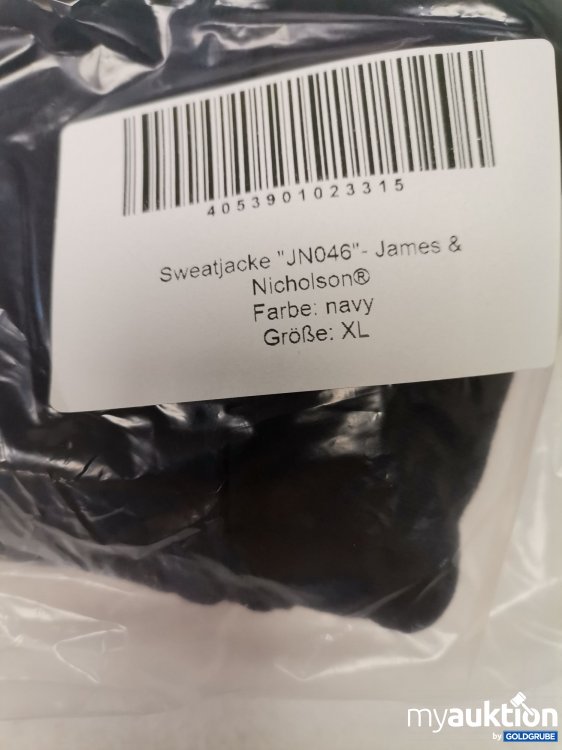 4053901023315
Sweatjacke "JN046"- James &
Nicholson®
Farbe: navy
Größe: XL
myauktion
by GOLDGRUBE